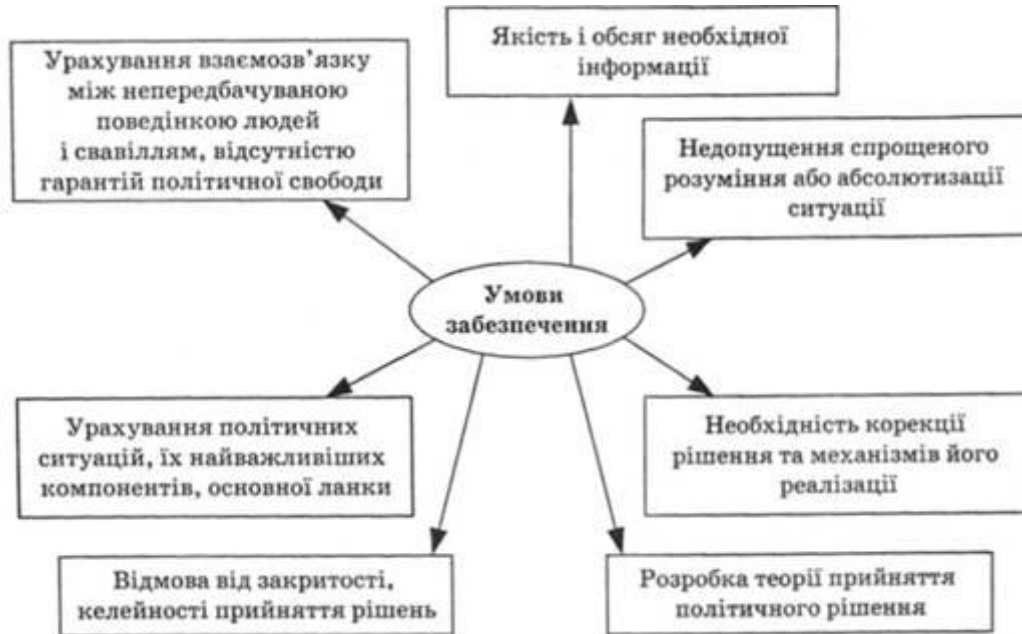 Урахування взаємозв’язку
між непередбачуваною
поведінкою людей
і свавіллям, відсутністю
гарантій політичної свободи
Якість і обсяг необхідної
інформації
Недопущення спрощеного
розуміння або абсолютизації
ситуації
Умови
забезпечення
Урахування політичних
ситуацій, їх найважливіших
компонентів, основної ланки
Необхідність корекції
рішення та механізмів його
реалізації
Відмова від закритості,
келейності прийняття рішень
Розробка теорії прийняття
політичного рішення